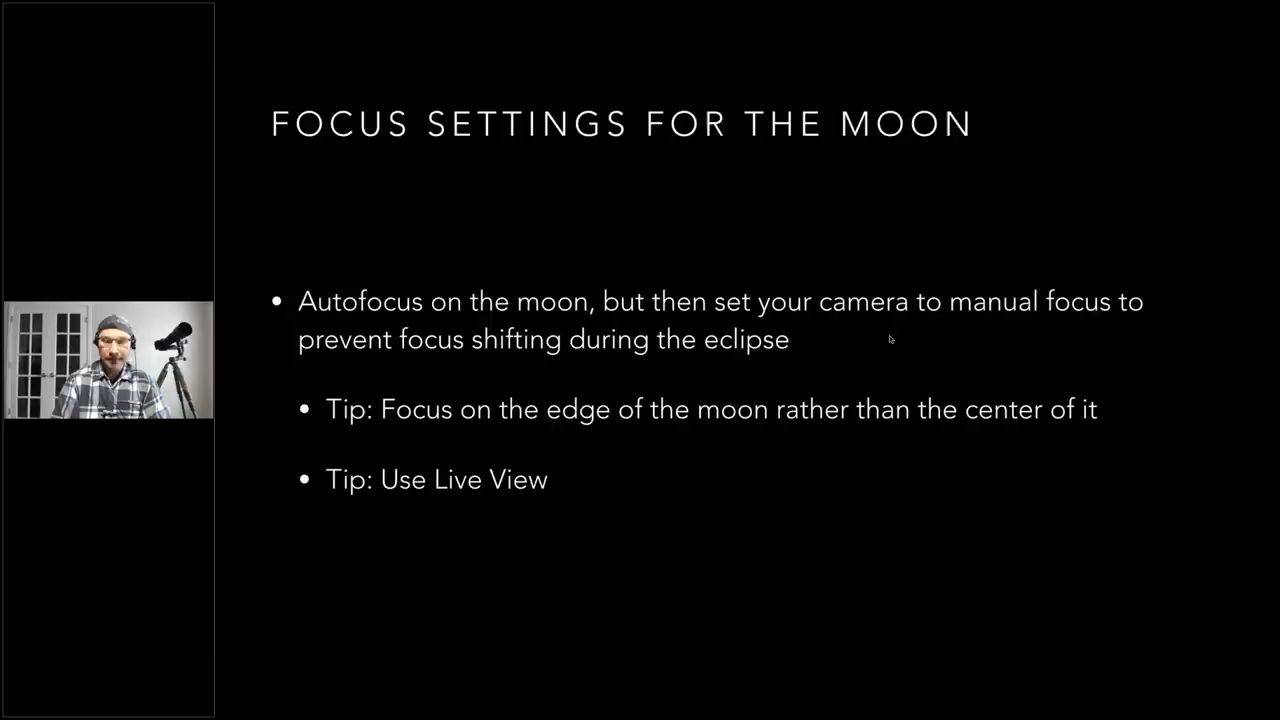 FOCUS SETTINGS FOR THE MOON
• Autofocus on the moon, but then set your camera to manual focus to
prevent focus shifting during the eclipse
• Tip: Focus on the edge of the moon rather than the center of it
• Tip: Use Live View